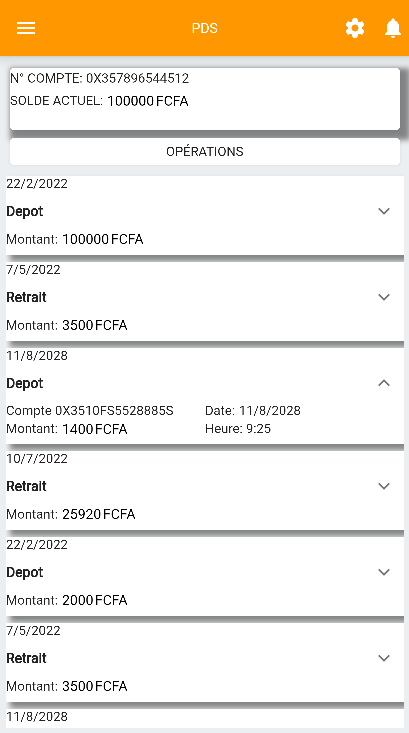 PDS
N° COMPTE: 0X357896544512
SOLDE ACTUEL: 100000 FCFA
OPÉRATIONS
22/2/2022
Depot
Montant: 100000 FCFA
7/5/2022
Retrait
Montant: 3500 FCFA
11/8/2028
Depot
Compte 0X3510FS5528885S Date: 11/8/2028
Montant: 1400 FCFA Heure: 9:25
10/7/2022
Retrait
Montant: 25920 FCFA
22/2/2022
Depot
Montant: 2000 FCFA
7/5/2022
Retrait
Montant: 3500 FCFA
11/8/2028